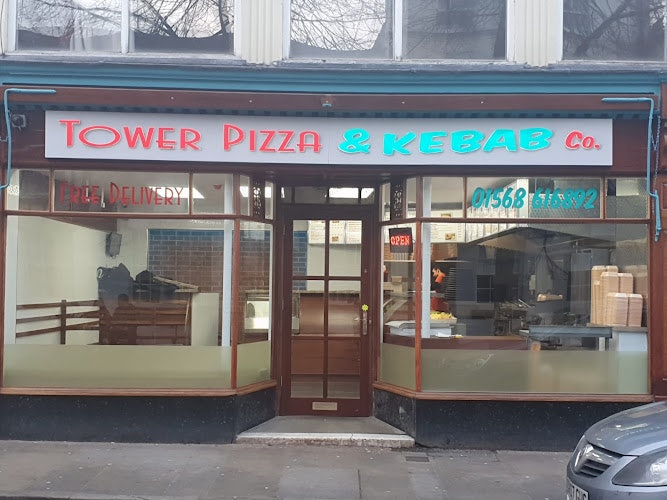 TOWER PIZZA & KEBAB Co.
FREE DELIVERY
01568 616892
OPEN